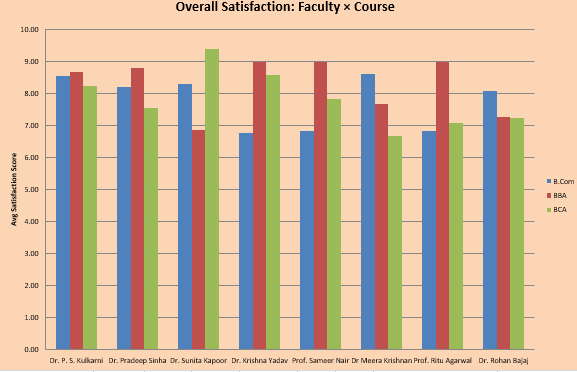 Overall Satisfaction: Faculty × Course
10.00
9.00
8.00
7.00
6.00
5.00
4.00
3.00
2.00
1.00
0.00
Avg Satisfaction Score
Dr. P. S. Kulkarni Dr. Pradeep Sinha Dr. Sunita Kapoor Dr. Krishna Yadav Prof. Sameer Nair Dr Meera Krishnan Prof. Ritu Agarwal Dr. Rohan Bajaj
B.Com
BBA
BCA